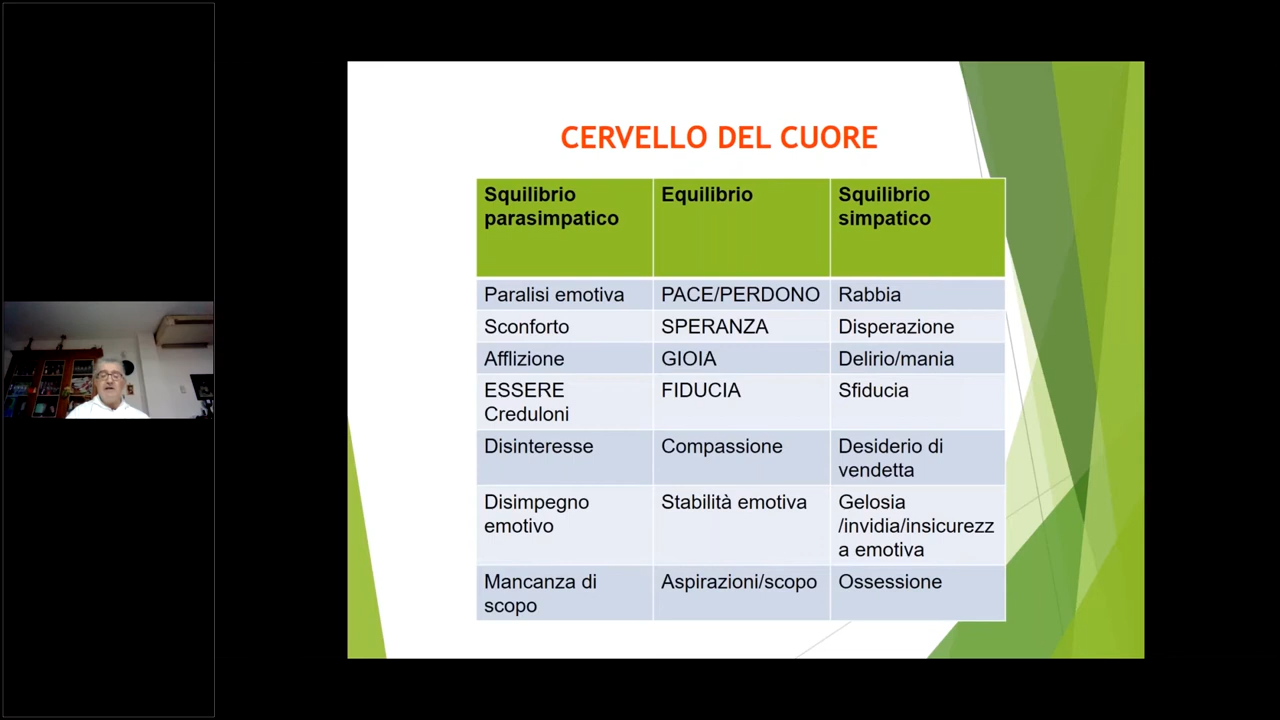 CERVELLO DEL CUORE
Squilibrio
parasimpatico
Equilibrio
Squilibrio
simpatico
Paralisi emotiva
PACE/PERDONO
Rabbia
Sconforto
SPERANZA
Disperazione
Afflizione
GIOIA
Delirio/mania
ESSERE
Creduloni
FIDUCIA
Sfiducia
Disinteresse
Compassione
Desiderio di
vendetta
Disimpegno
emotivo
Stabilità emotiva
Gelosia
/invidia/insicurezz
a emotiva
Mancanza di
scopo
Aspirazioni/scopo
Ossessione